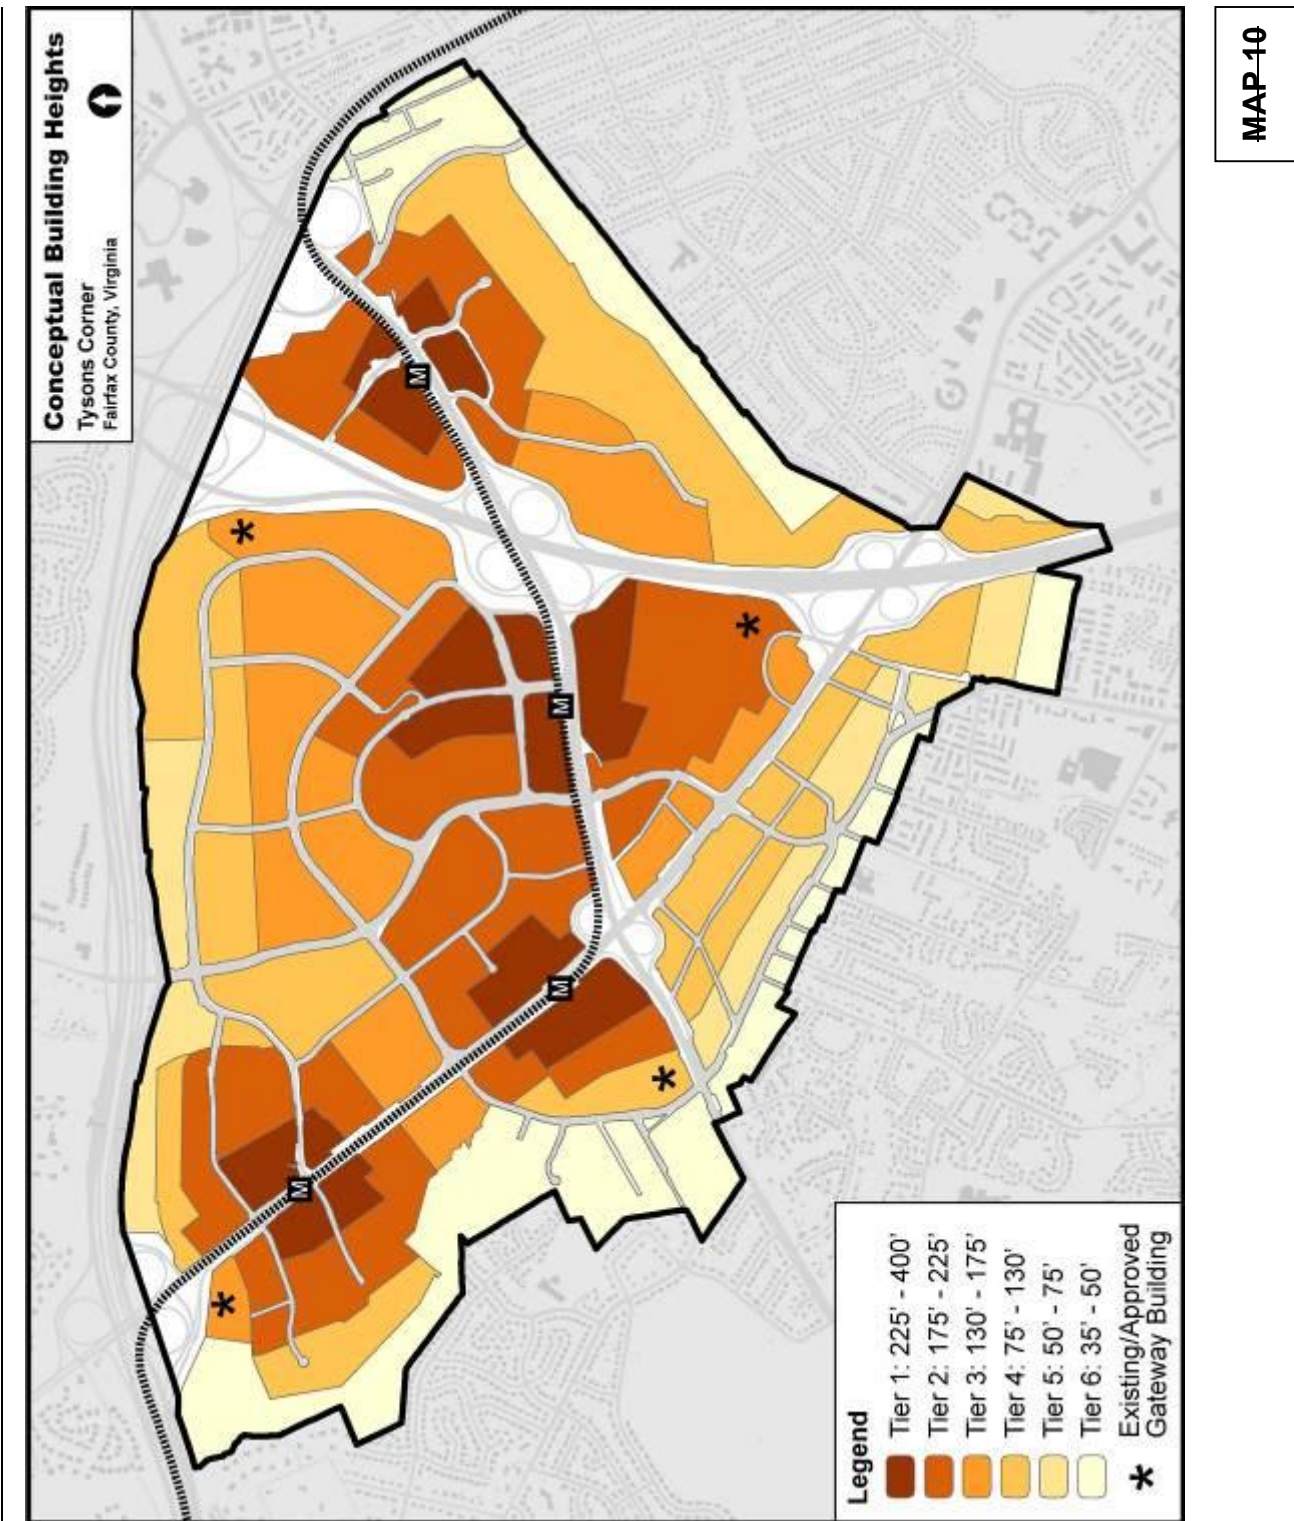 MAP 10
Conceptual Building Heights
Tysons Corner
Fairfax County, Virginia
M
M
M
M
*
*
*
*
Legend
Tier 1: 225' - 400'
Tier 2: 175' - 225'
Tier 3: 130' - 175'
Tier 4: 75' - 130'
Tier 5: 50' - 75'
Tier 6: 35' - 50'
* Existing/Approved
Gateway Building